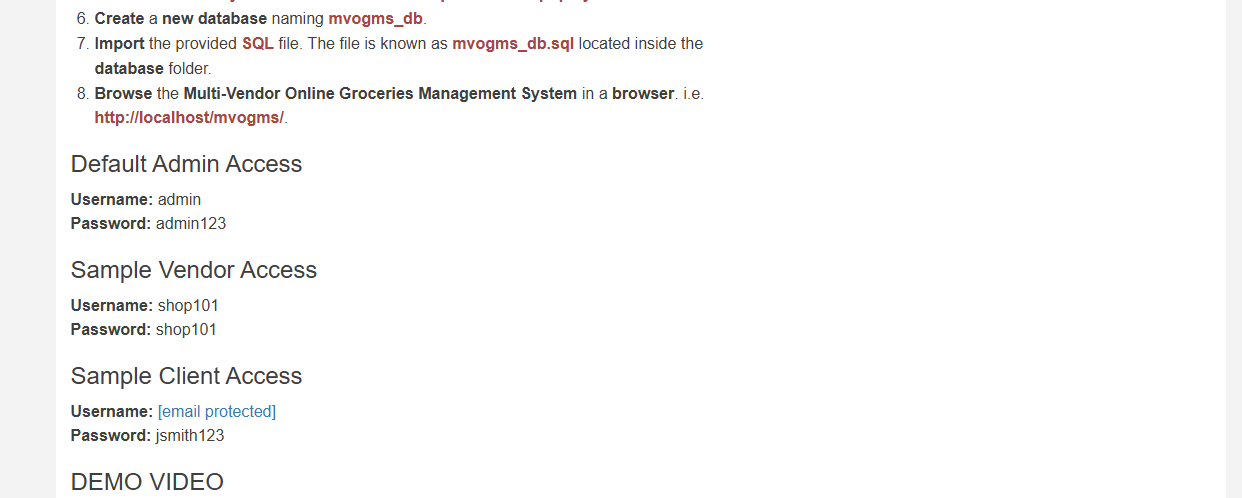 6. Create a new database naming mvogms_db.
7. Import the provided SQL file. The file is known as mvogms_db.sql located inside the
database folder.
8. Browse the Multi-Vendor Online Groceries Management System in a browser. i.e.
http://localhost/mvogms/.
Default Admin Access
Username: admin
Password: admin123
Sample Vendor Access
Username: shop101
Password: shop101
Sample Client Access
Username: [email protected]
Password: jsmith123
DEMO VIDEO